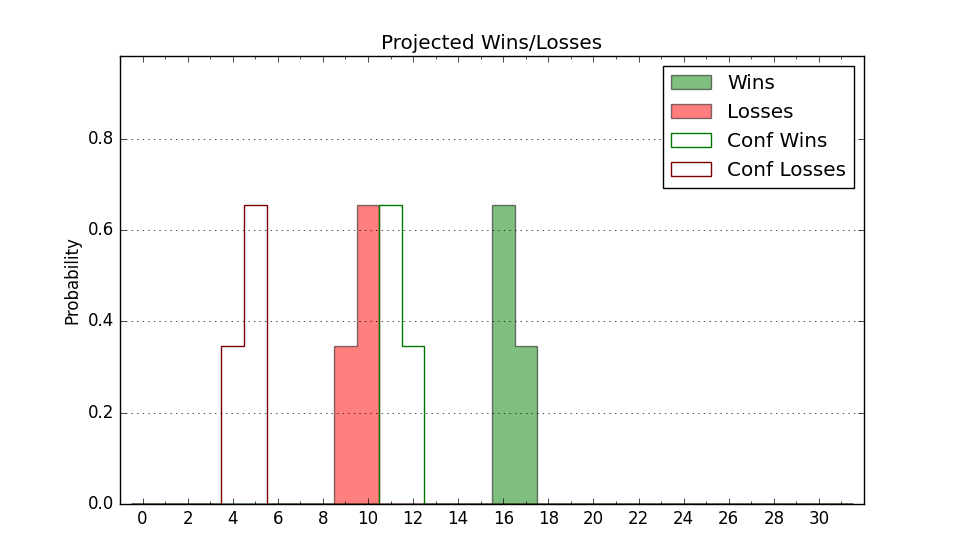 Projected Wins/Losses
Wins
Losses
Conf Wins
Conf Losses
Probability
0.8
0.6
0.4
0.2
0.0
0 2 4 6 8 10 12 14 16 18 20 22 24 26 28 30